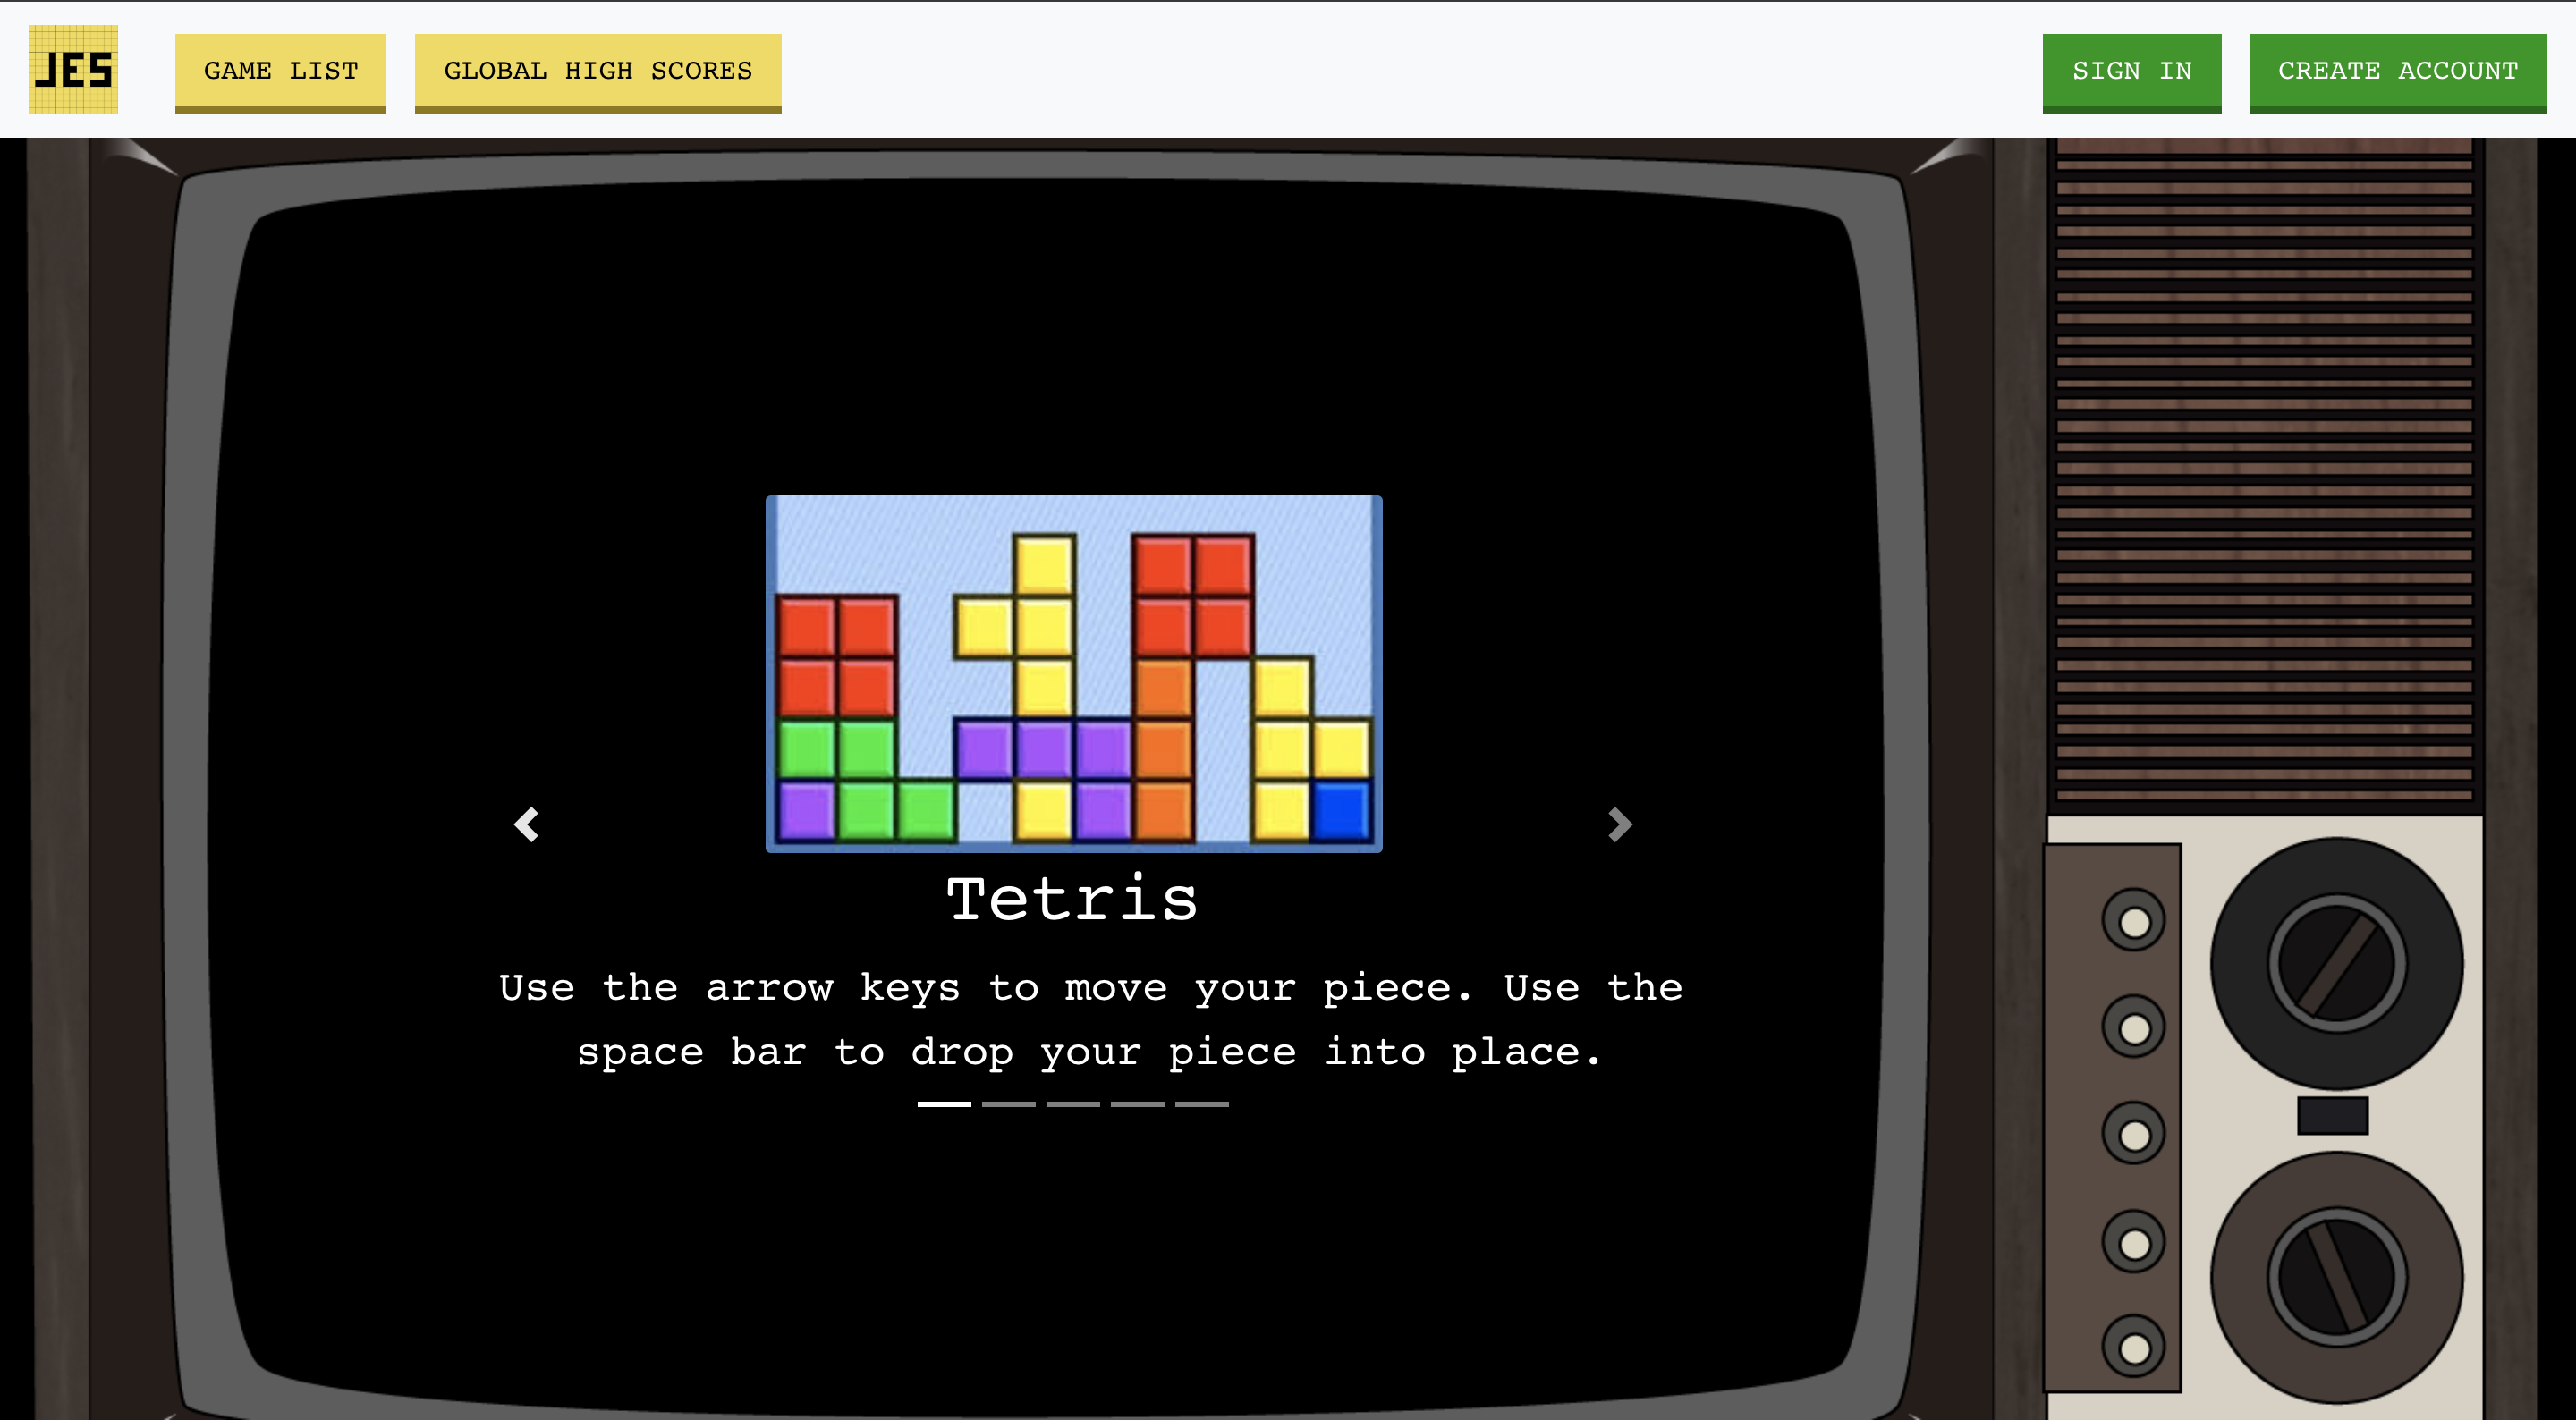 JES
GAME LIST
GLOBAL HIGH SCORES
SIGN IN
CREATE ACCOUNT
Tetris
Use the arrow keys to move your piece. Use the
space bar to drop your piece into place.